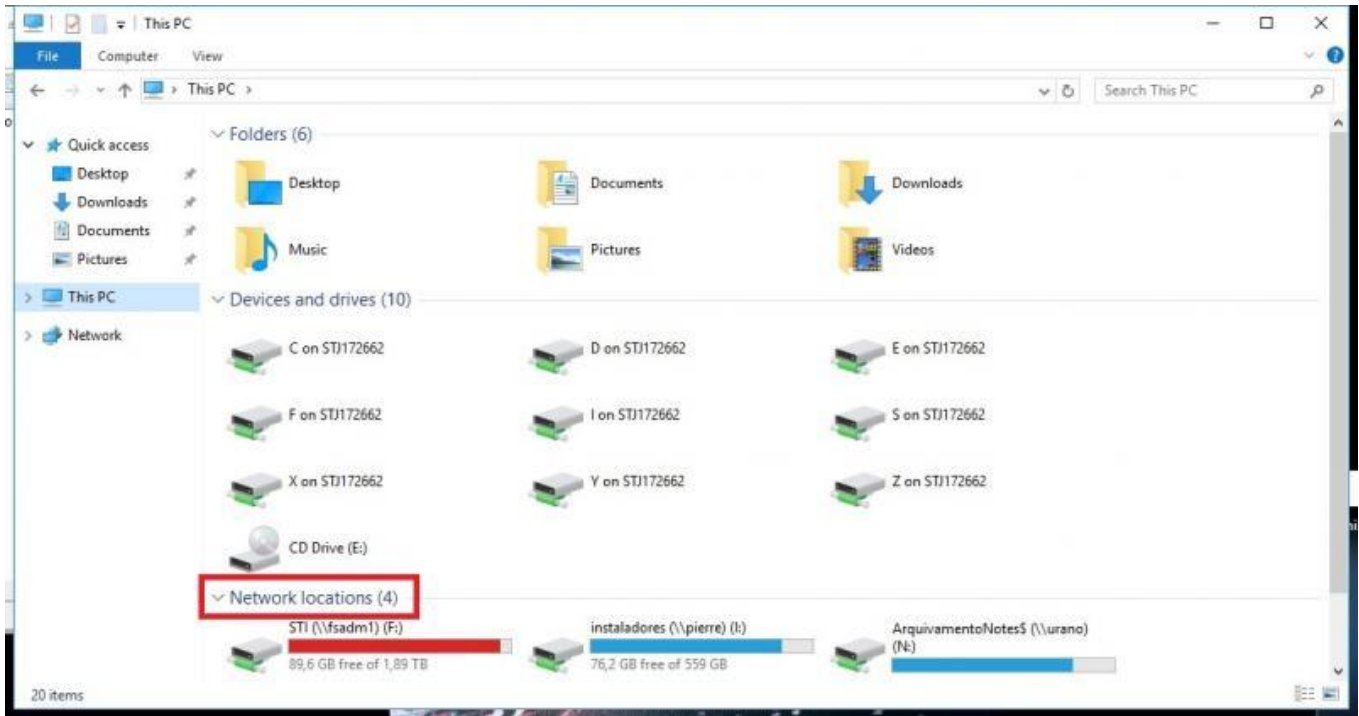 This PC
File Computer View
This PC
Search This PC
Quick access
Desktop
Downloads
Documents
Pictures
This PC
Network
Folders (6)
Desktop Documents Downloads
Music Pictures Videos
Devices and drives (10)
C on STJ172662 D on STJ172662 E on STJ172662
F on STJ172662 I on STJ172662 S on STJ172662
X on STJ172662 Y on STJ172662 Z on STJ172662
CD Drive (E:)
Network locations (4)
STI (\\fsadm1) (F:)
89,6 GB free of 1,89 TB
instaladores (\\pierre) (I:)
76,2 GB free of 559 GB
ArquivamentoNotes$ (\\urano)
(N:)
20 items